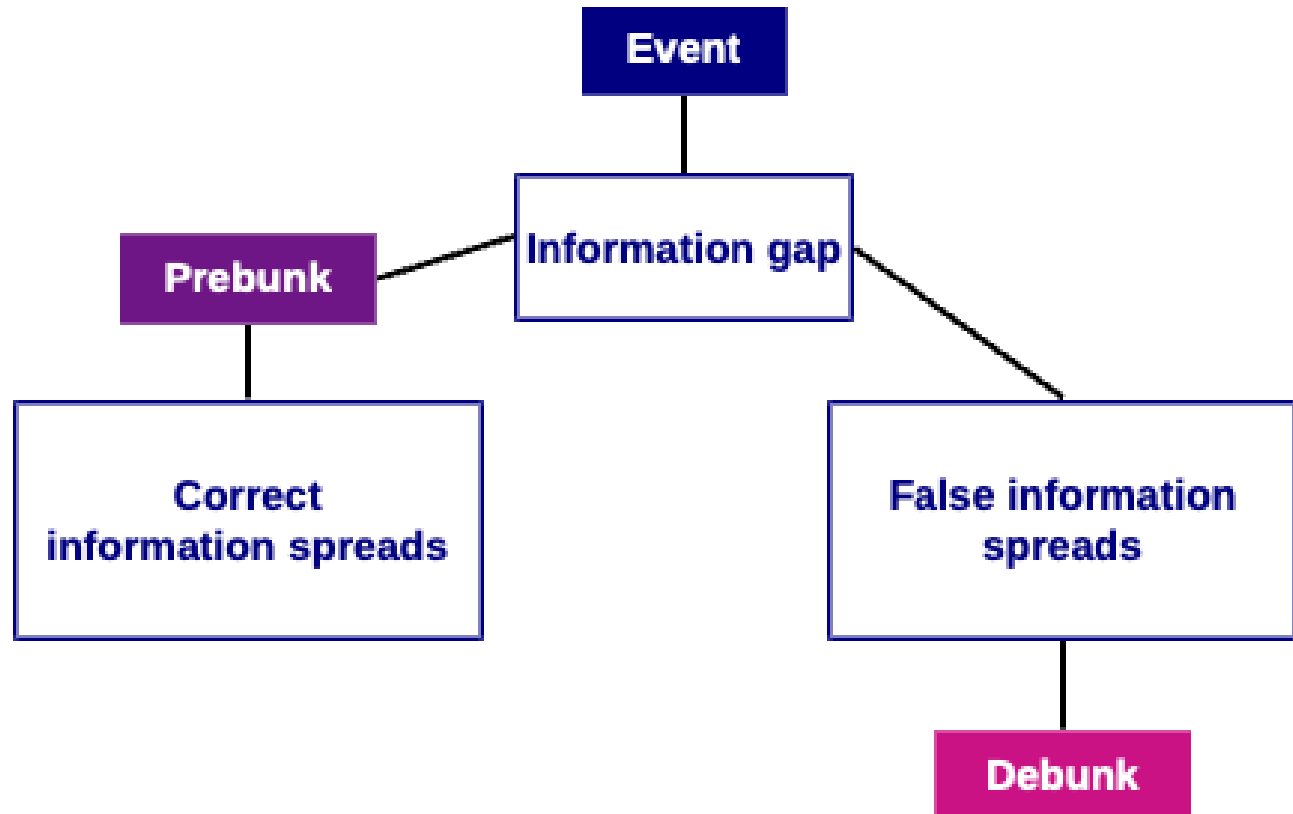 Event
Information gap
Prebunk
Correct
information spreads
False information
spreads
Debunk